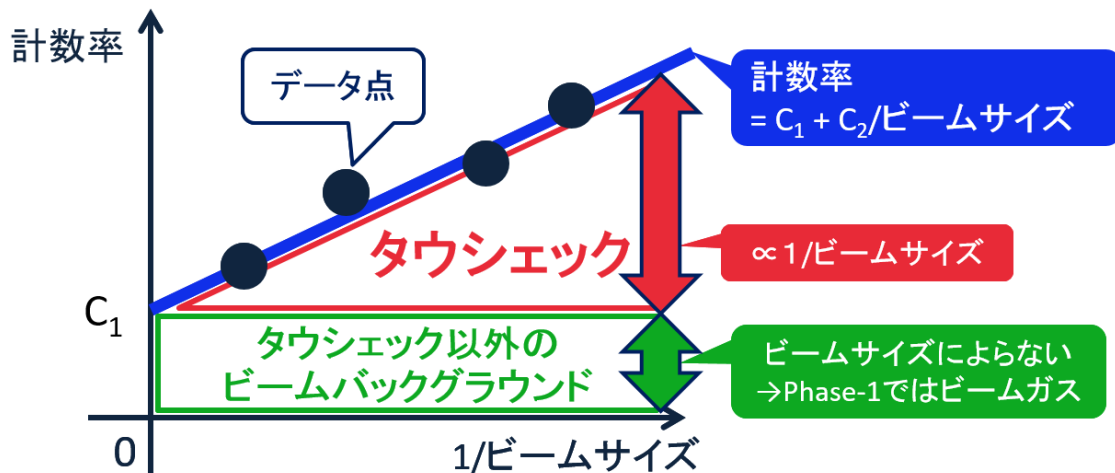 計数率
データ点
計数率
= C₁ + C₂/ビームサイズ
タウシェック
∝ 1/ビームサイズ
C₁
タウシェック以外の
ビームバックグラウンド
ビームサイズによらない
→Phase-1ではビームガス
0
1/ビームサイズ